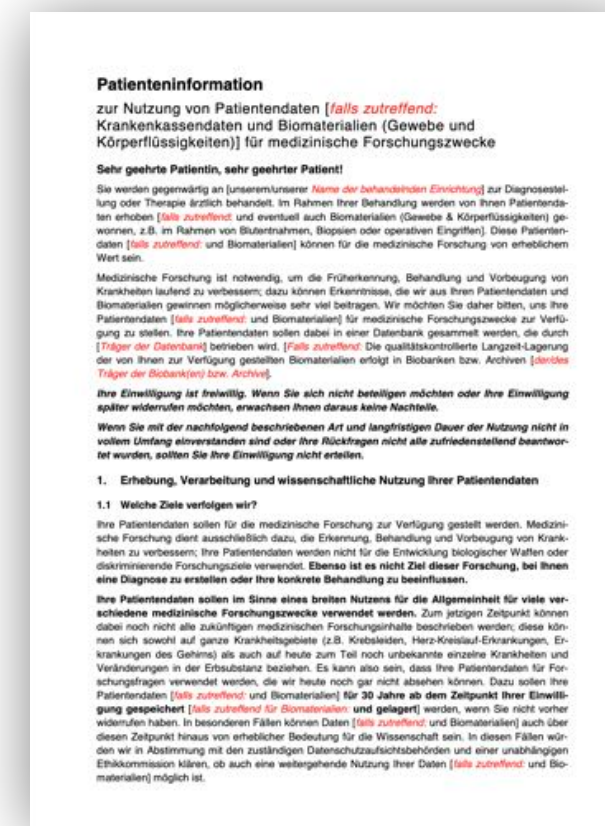 Patienteninformation
zur Nutzung von Patientendaten [falls zutreffend:
Krankenkassendaten und Biomaterialien (Gewebe und
Körperflüssigkeiten)] für medizinische Forschungszwecke
Sehr geehrte Patientin, sehr geehrter Patient!
Sie werden gegenwärtig an [unserem/unserer Name der behandelnden Einrichtung] zur Diagnosestel-
lung oder Therapie ärztlich behandelt. Im Rahmen Ihrer Behandlung werden von Ihnen Patientenda-
ten erhoben [falls zutreffend: und eventuell auch Biomaterialien (Gewebe & Körperflüssigkeiten) ge-
wonnen, z.B. im Rahmen von Blutentnahmen, Biopsien oder operativen Eingriffen]. Diese Patienten-
daten [falls zutreffend: und Biomaterialien] können für die medizinische Forschung von erheblichem
Wert sein.
Medizinische Forschung ist notwendig, um die Früherkennung, Behandlung und Vorbeugung von
Krankheiten laufend zu verbessern; dazu können Erkenntnisse, die wir aus Ihren Patientendaten und
Biomaterialien gewinnen möglicherweise sehr viel beitragen. Wir möchten Sie daher bitten, uns Ihre
Patientendaten [falls zutreffend: und Biomaterialien] für medizinische Forschungszwecke zur Verfü-
gung zu stellen. Ihre Patientendaten sollen dabei in einer Datenbank gesammelt werden, die durch
[Träger der Datenbank] betrieben wird. [Falls zutreffend: Die qualitätskontrollierte Langzeit-Lagerung
der von Ihnen zur Verfügung gestellten Biomaterialien erfolgt in Biobanken bzw. Archiven [der/des
Träger der Biobank(en) bzw. Archive].
Ihre Einwilligung ist freiwillig. Wenn Sie sich nicht beteiligen möchten oder Ihre Einwilligung
später widerrufen möchten, erwachsen Ihnen daraus keine Nachteile.
Wenn Sie mit der nachfolgend beschriebenen Art und langfristigen Dauer der Nutzung nicht in
vollem Umfang einverstanden sind oder Ihre Rückfragen nicht alle zufriedenstellend beantwor-
tet wurden, sollten Sie Ihre Einwilligung nicht erteilen.
1. Erhebung, Verarbeitung und wissenschaftliche Nutzung Ihrer Patientendaten
1.1 Welche Ziele verfolgen wir?
Ihre Patientendaten sollen für die medizinische Forschung zur Verfügung gestellt werden. Medizini-
sche Forschung dient ausschließlich dazu, die Erkennung, Behandlung und Vorbeugung von Krank-
heiten zu verbessern; Ihre Patientendaten werden nicht für die Entwicklung biologischer Waffen oder
diskriminierende Forschungsziele verwendet. Ebenso ist es nicht Ziel dieser Forschung, bei Ihnen
eine Diagnose zu erstellen oder Ihre konkrete Behandlung zu beeinflussen.
Ihre Patientendaten sollen im Sinne eines breiten Nutzens für die Allgemeinheit für viele ver-
schiedene medizinische Forschungszwecke verwendet werden. Zum jetzigen Zeitpunkt können
dabei noch nicht alle zukünftigen medizinischen Forschungsinhalte beschrieben werden; diese kön-
nen sich sowohl auf ganze Krankheitsgebiete (z.B. Krebsleiden, Herz-Kreislauf-Erkrankungen, Er-
krankungen des Gehirns) als auch auf heute zum Teil noch unbekannte einzelne Krankheiten und
Veränderungen in der Erbsubstanz beziehen. Es kann also sein, dass Ihre Patientendaten für For-
schungsfragen verwendet werden, die wir heute noch gar nicht absehen können. Dazu sollen Ihre
Patientendaten [falls zutreffend: und Biomaterialien] für 30 Jahre ab dem Zeitpunkt Ihrer Einwilli-
gung gespeichert [falls zutreffend für Biomaterialien: und gelagert] werden, wenn Sie nicht vorher
widerrufen haben. In besonderen Fällen können Daten [falls zutreffend: und Biomaterialien] auch über
diesen Zeitpunkt hinaus von erheblicher Bedeutung für die Wissenschaft sein. In diesen Fällen wür-
den wir in Abstimmung mit den zuständigen Datenschutzaufsichtsbehörden und einer unabhängigen
Ethikkommission klären, ob auch eine weitergehende Nutzung Ihrer Daten [falls zutreffend: und Bio-
materialien] möglich ist.